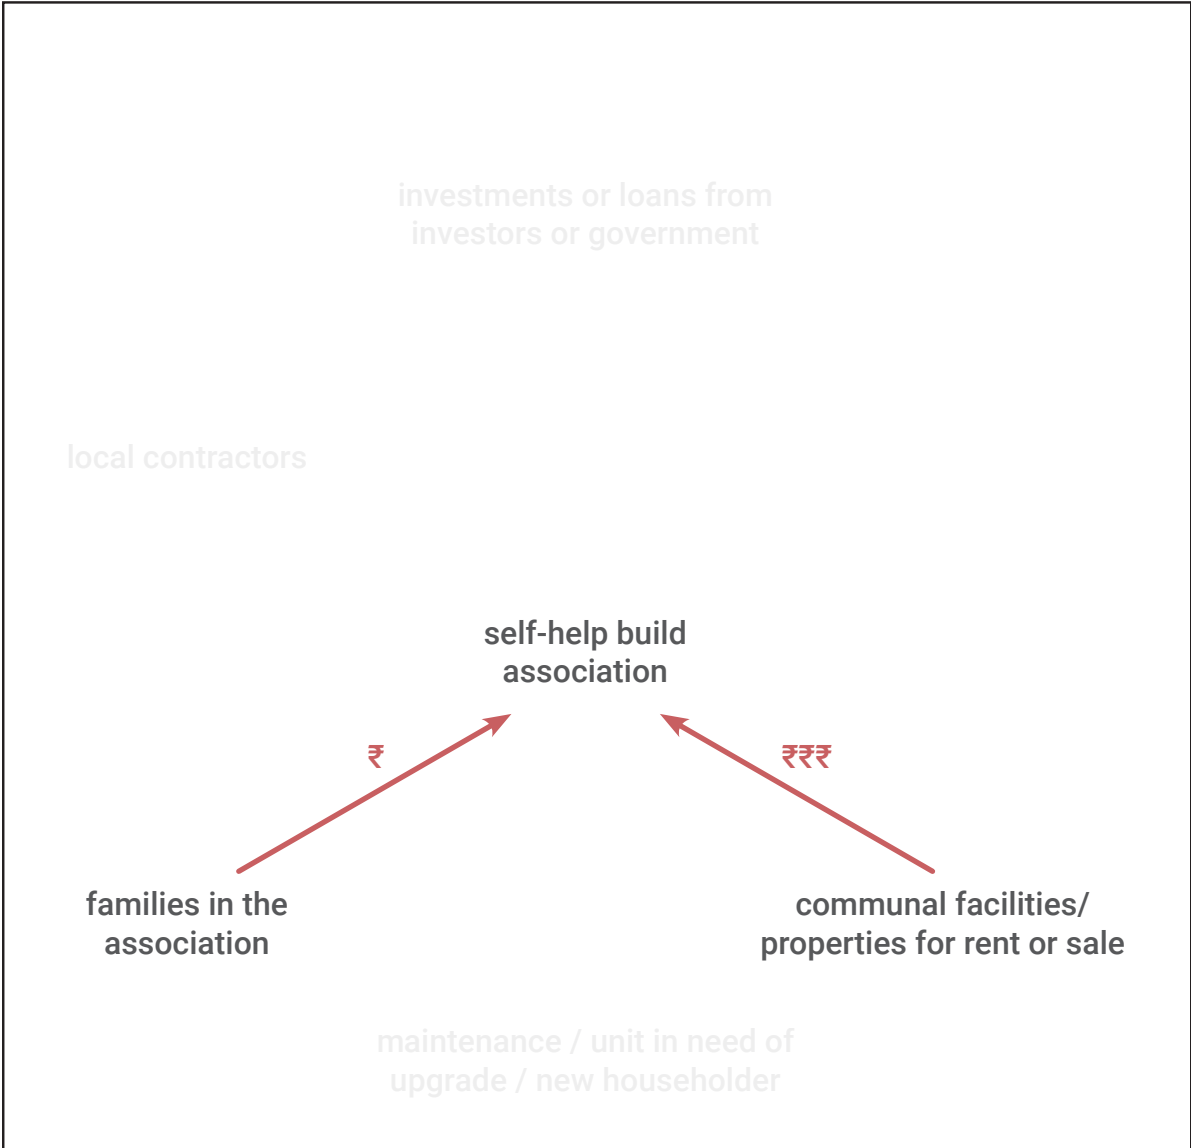 investments or loans from
investors or government
local contractors
self-help build
association
₹
₹₹₹
families in the
association
communal facilities/
properties for rent or sale
maintenance / unit in need of
upgrade / new householder